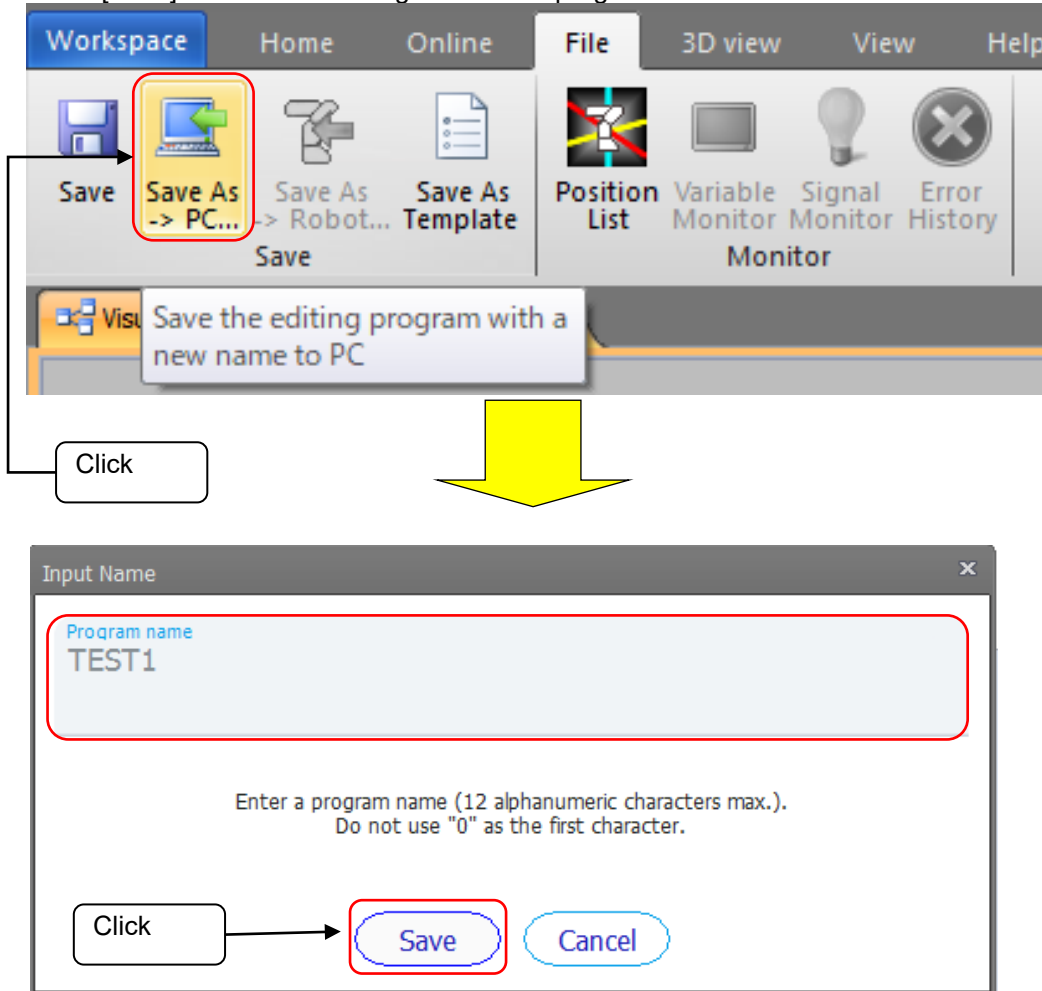 Workspace Home Online File 3D view View Help
Save Save As -> PC... Save As -> Robot... Save As Template Position List Variable Monitor Signal Monitor Error History
Save Monitor
Visu
Save the editing program with a
new name to PC
Click
Input Name
Program name
TEST1
Enter a program name (12 alphanumeric characters max.).
Do not use "0" as the first character.
Click
Save Cancel